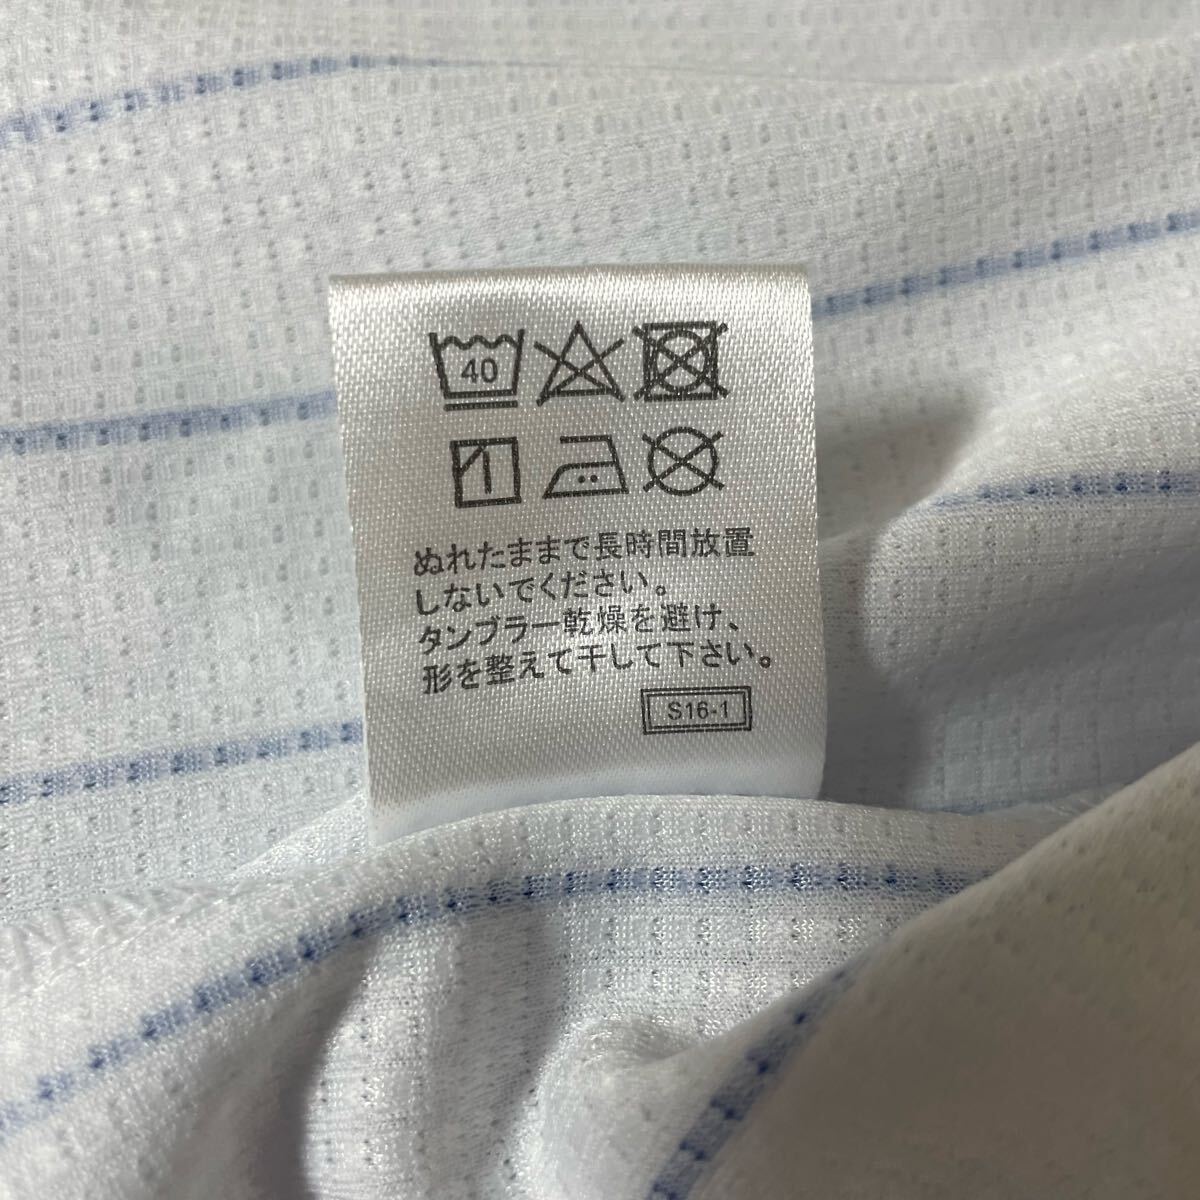 40
ぬれたままで長時間放置
しないでください。
タンブラー乾燥を避け、
形を整えて干して下さい。
S16-1